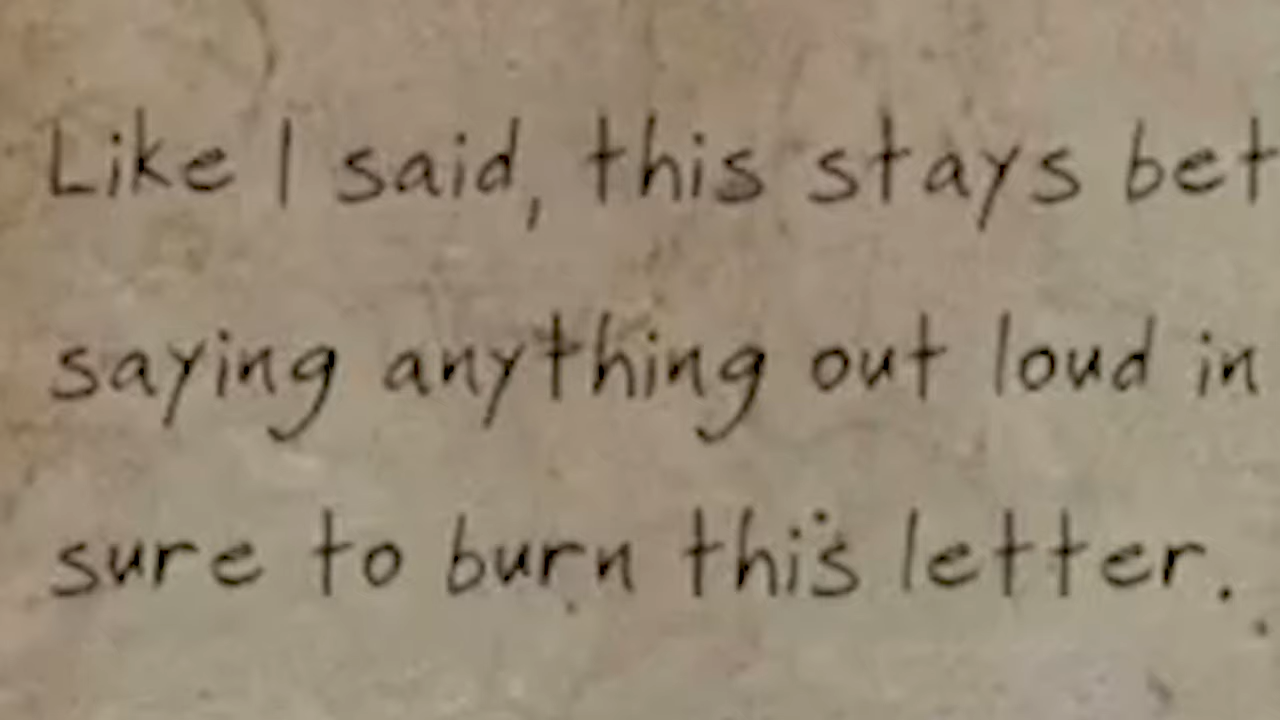 Like I said, this stays bet
saying anything out loud in
sure to burn this letter.